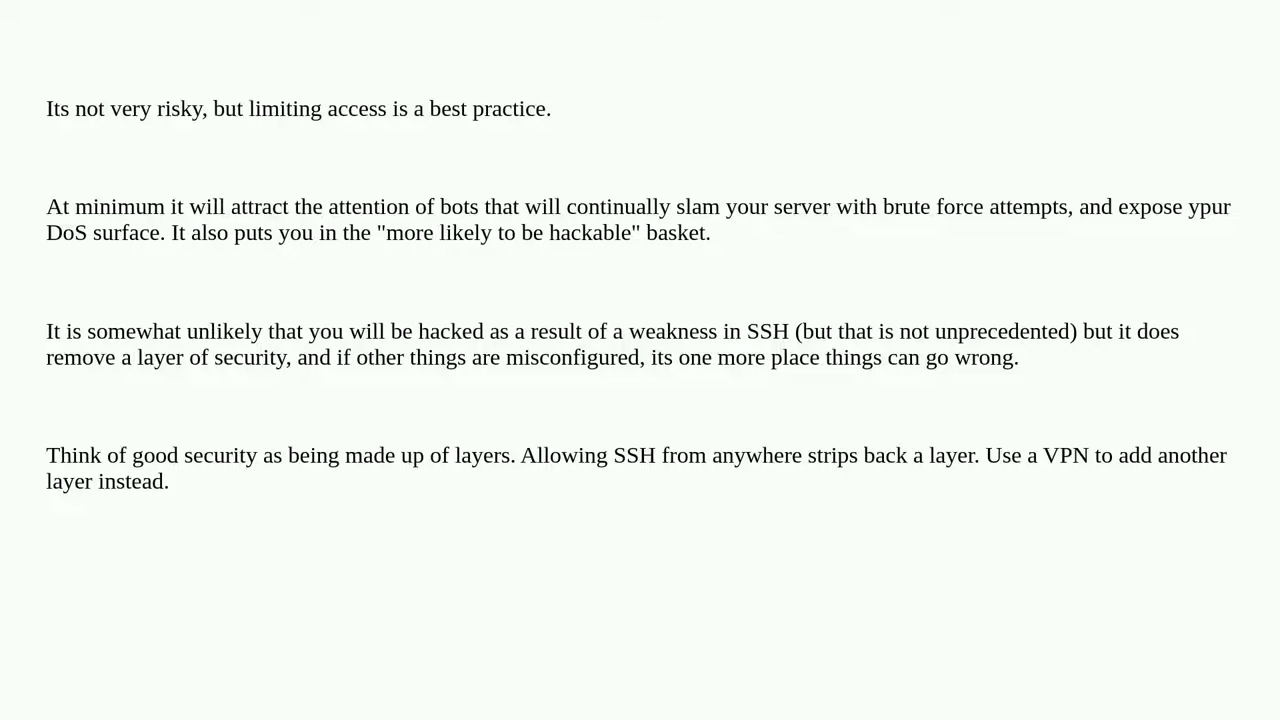 Its not very risky, but limiting access is a best practice.
At minimum it will attract the attention of bots that will continually slam your server with brute force attempts, and expose ypur
DoS surface. It also puts you in the "more likely to be hackable" basket.
It is somewhat unlikely that you will be hacked as a result of a weakness in SSH (but that is not unprecedented) but it does
remove a layer of security, and if other things are misconfigured, its one more place things can go wrong.
Think of good security as being made up of layers. Allowing SSH from anywhere strips back a layer. Use a VPN to add another
layer instead.